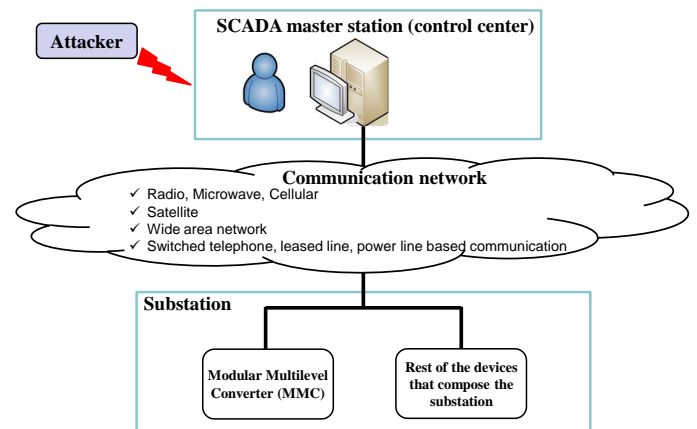 SCADA master station (control center)
Attacker
Communication network
✓ Radio, Microwave, Cellular
✓ Satellite
✓ Wide area network
✓ Switched telephone, leased line, power line based communication
Substation
Modular Multilevel
Converter (MMC)
Rest of the devices
that compose the
substation